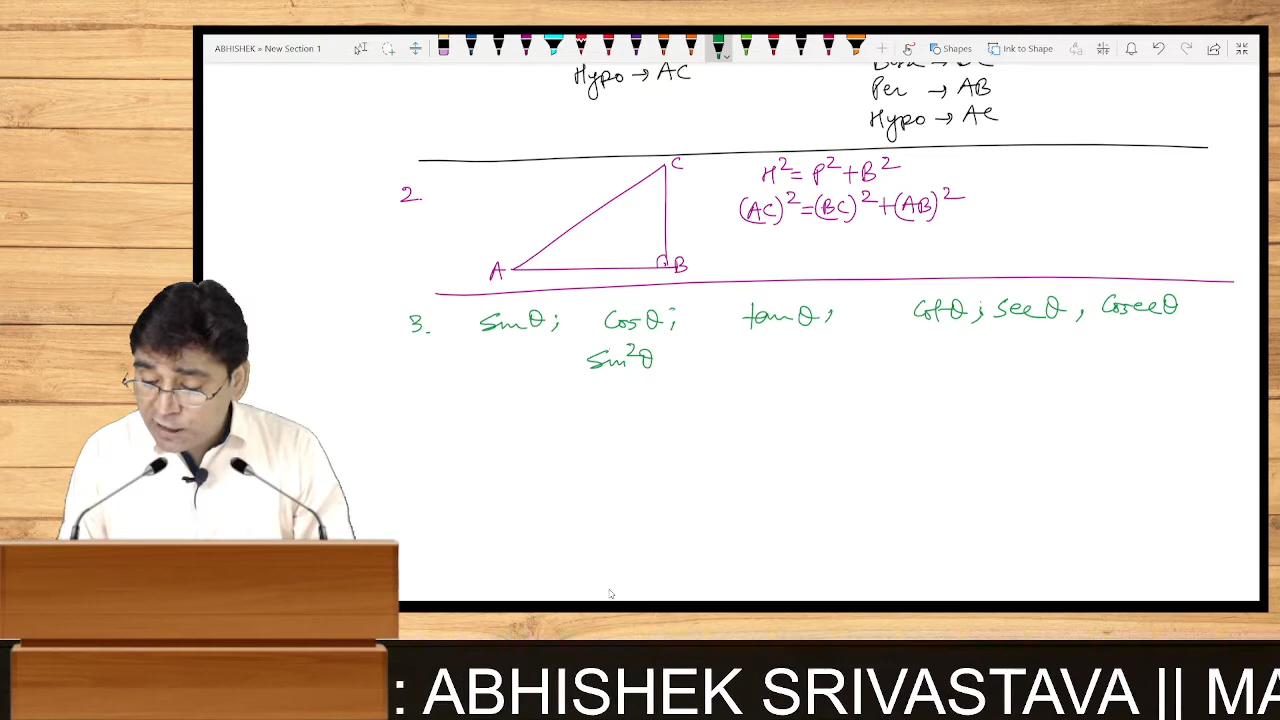 ABHISHEK » New Section 1
Shapes
Ink to Shape
Hypo → AC
Per → AB
Hypo → AC
2.
C
A
B
H²= P²+B²
(AC)²=(BC)²+(AB)²
3. sinθ; cosθ; tanθ, cotθ; secθ, cosecθ
sin²θ
: ABHISHEK SRIVASTAVA || MA